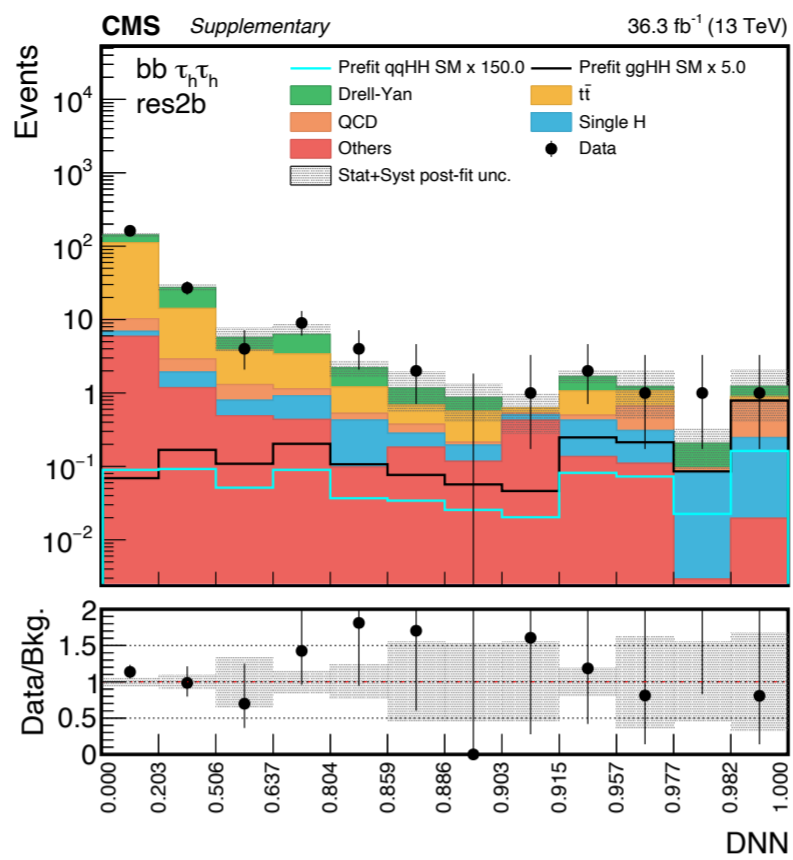 CMS Supplementary 36.3 fb⁻¹ (13 TeV)
Events
bb τₕτₕ
res2b
Prefit qqHH SM x 150.0
Prefit ggHH SM x 5.0
Drell-Yan
tt̄
QCD
Single H
Others
Data
Stat+Syst post-fit unc.
10⁴
10³
10²
10
1
10⁻¹
10⁻²
Data/Bkg.
2
1.5
1
0.5
0
0.000
0.203
0.506
0.637
0.804
0.859
0.886
0.903
0.915
0.957
0.977
0.982
1.000
DNN